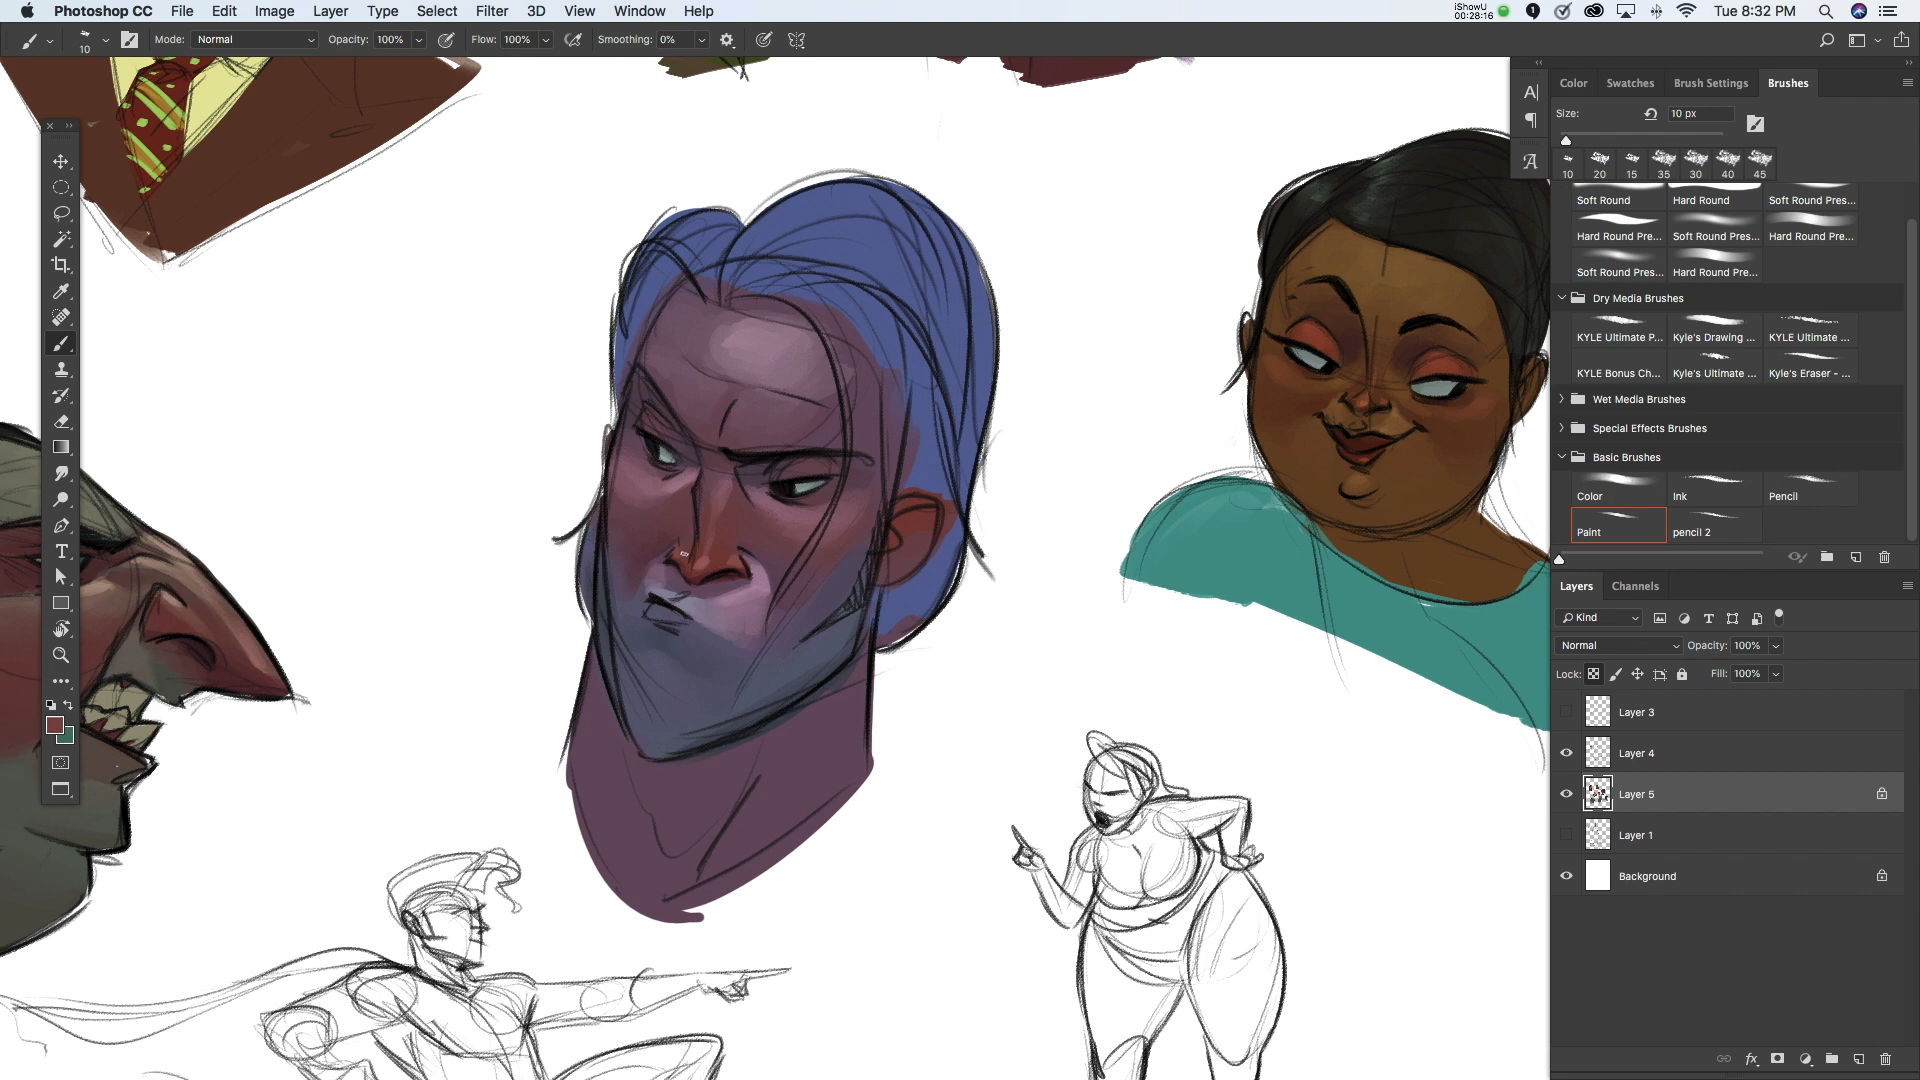 Photoshop CC File Edit Image Layer Type Select Filter 3D View Window Help iShowU 00:28:16 1 Tue 8:32 PM
10 Mode: Normal Opacity: 100% Flow: 100% Smoothing: 0%
Color Swatches Brush Settings Brushes
Size: 10 px
10 20 15 35 30 40 45
Soft Round Hard Round Soft Round Pres...
Hard Round Pre... Soft Round Pres... Hard Round Pre...
Soft Round Pres... Hard Round Pre...
Dry Media Brushes
KYLE Ultimate P... Kyle's Drawing ... KYLE Ultimate ...
KYLE Bonus Ch... Kyle's Ultimate ... Kyle's Eraser - ...
Wet Media Brushes
Special Effects Brushes
Basic Brushes
Color Ink Pencil
Paint pencil 2
Layers Channels
Kind
Normal Opacity: 100%
Lock: Fill: 100%
Layer 3
Layer 4
Layer 5
Layer 1
Background